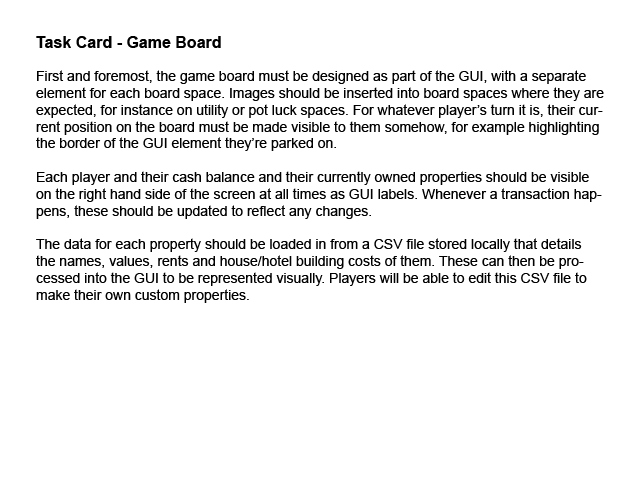 Task Card - Game Board
First and foremost, the game board must be designed as part of the GUI, with a separate
element for each board space. Images should be inserted into board spaces where they are
expected, for instance on utility or pot luck spaces. For whatever player's turn it is, their cur-
rent position on the board must be made visible to them somehow, for example highlighting
the border of the GUI element they're parked on.
Each player and their cash balance and their currently owned properties should be visible
on the right hand side of the screen at all times as GUI labels. Whenever a transaction hap-
pens, these should be updated to reflect any changes.
The data for each property should be loaded in from a CSV file stored locally that details
the names, values, rents and house/hotel building costs of them. These can then be pro-
cessed into the GUI to be represented visually. Players will be able to edit this CSV file to
make their own custom properties.